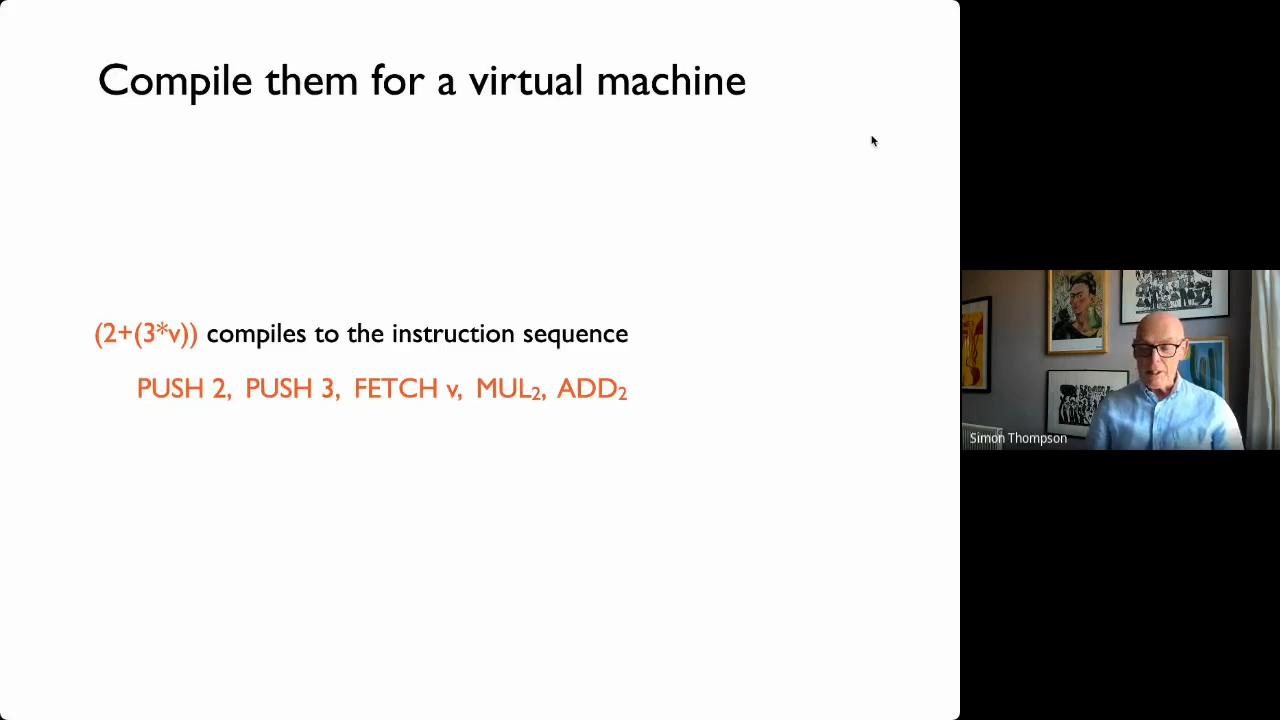 Compile them for a virtual machine
(2+(3*v)) compiles to the instruction sequence
PUSH 2, PUSH 3, FETCH v, MUL₂, ADD₂
Simon Thompson